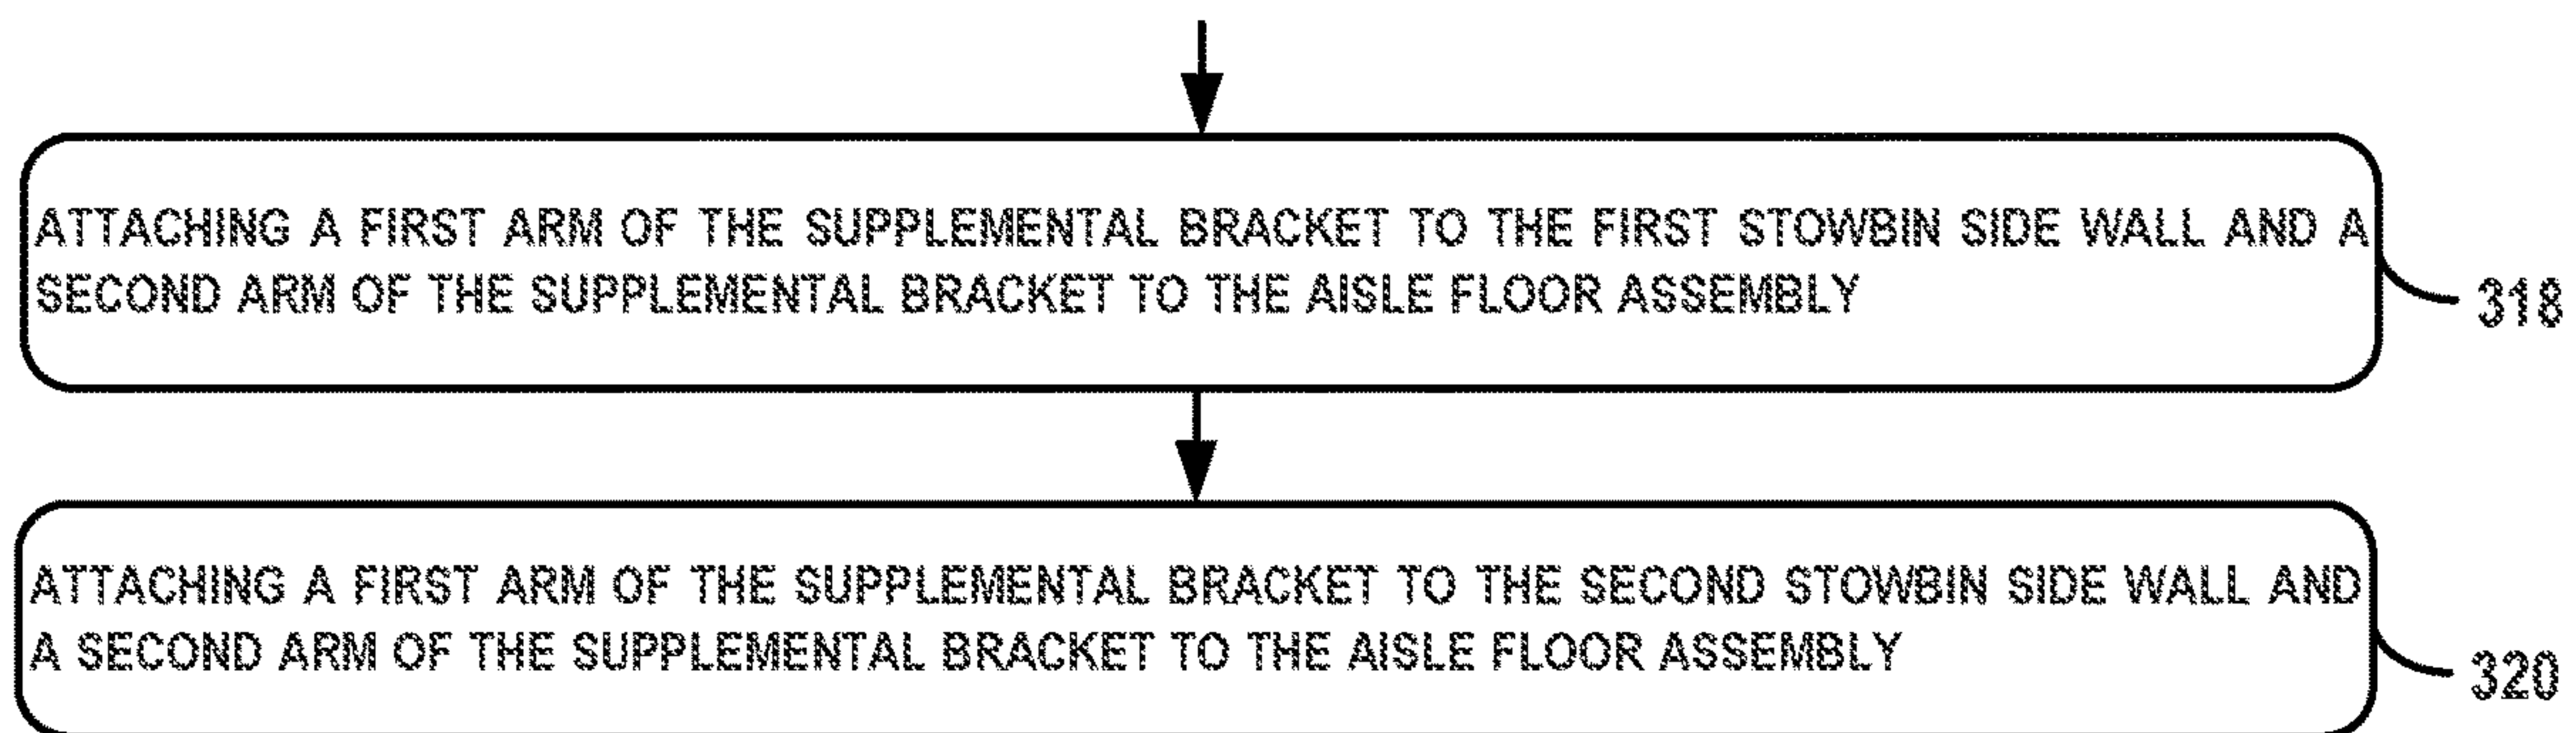 ATTACHING A FIRST ARM OF THE SUPPLEMENTAL BRACKET TO THE FIRST STOWBIN SIDE WALL AND A
SECOND ARM OF THE SUPPLEMENTAL BRACKET TO THE AISLE FLOOR ASSEMBLY
318
ATTACHING A FIRST ARM OF THE SUPPLEMENTAL BRACKET TO THE SECOND STOWBIN SIDE WALL AND
A SECOND ARM OF THE SUPPLEMENTAL BRACKET TO THE AISLE FLOOR ASSEMBLY
320